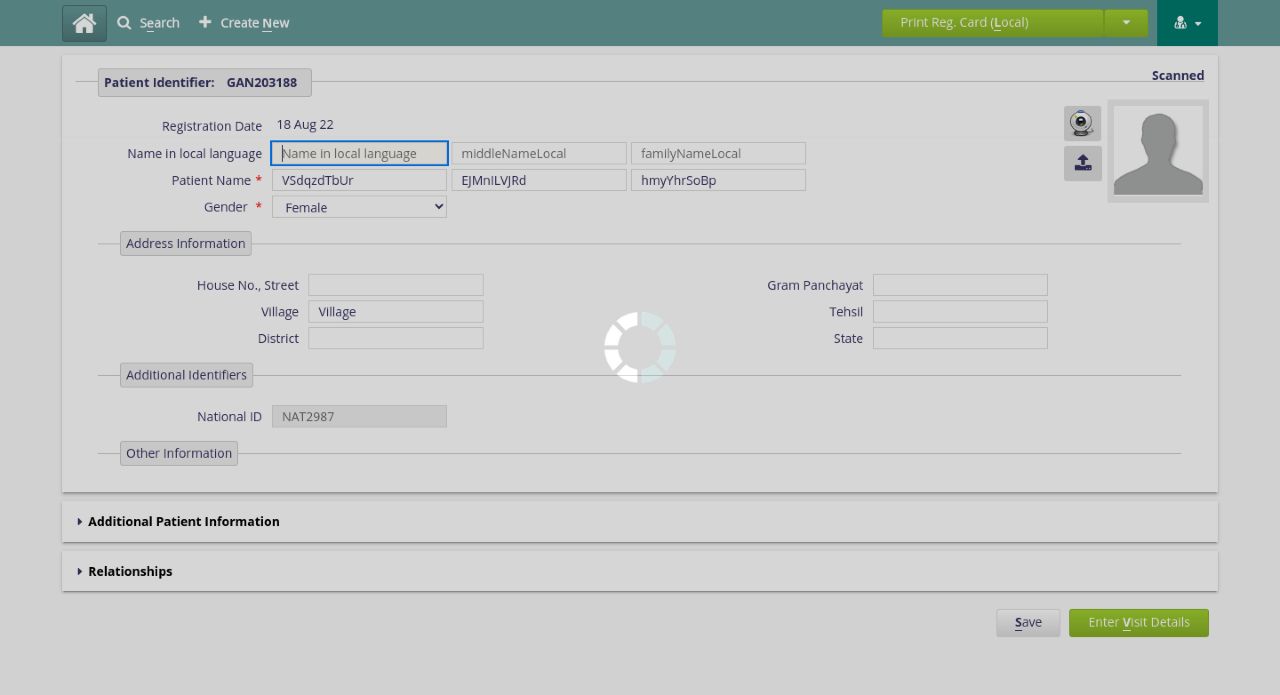 Search Create New Print Reg. Card (Local)
Patient Identifier: GAN203188 Scanned
Registration Date 18 Aug 22
Name in local language Name in local language middleNameLocal familyNameLocal
Patient Name * VSdqzdTbUr EJMnILVJRd hmyYhrSoBp
Gender * Female
Address Information
House No., Street Gram Panchayat
Village Village Tehsil
District State
Additional Identifiers
National ID NAT2987
Other Information
Additional Patient Information
Relationships
Save Enter Visit Details